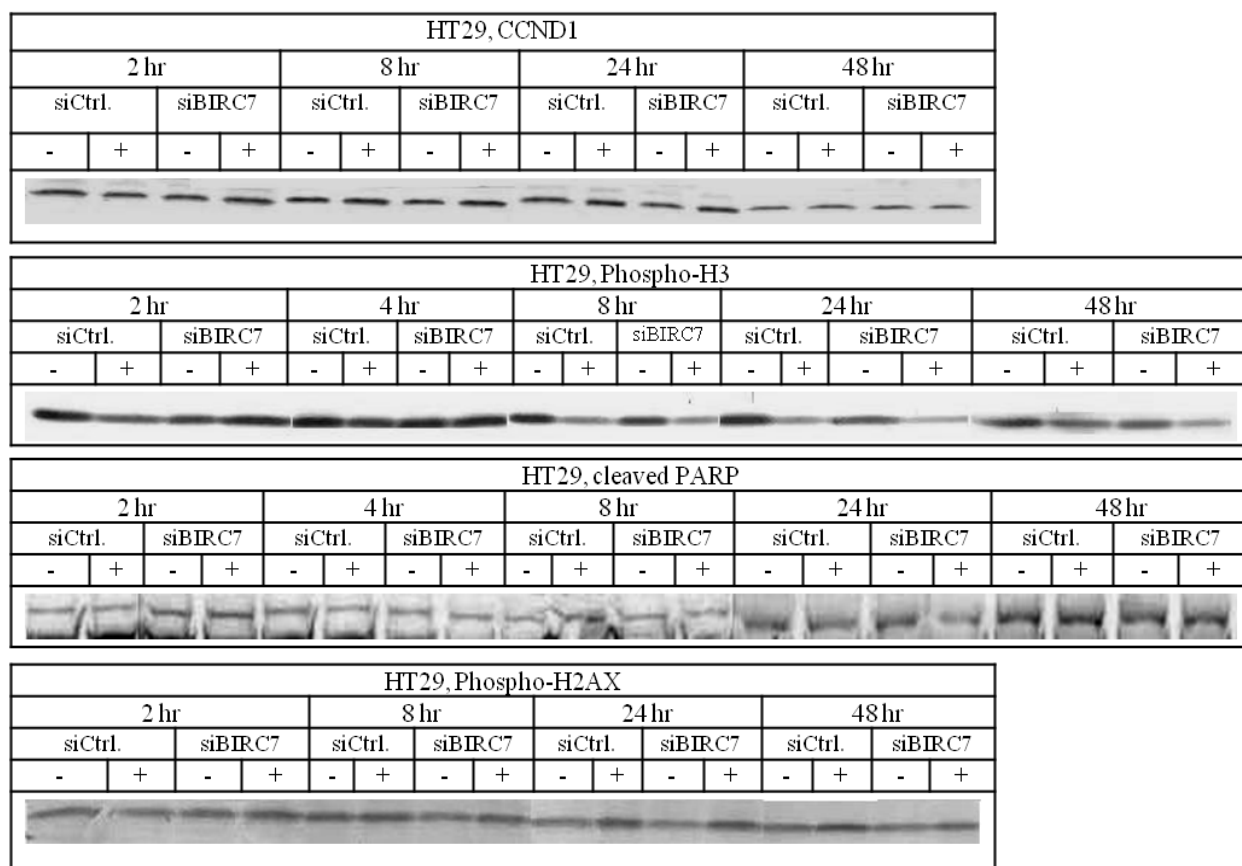 HT29, CCND1
2 hr 8 hr 24 hr 48 hr
siCtrl. siBIRC7 siCtrl. siBIRC7 siCtrl. siBIRC7 siCtrl. siBIRC7
- + - + - + - + - + - + - + - +
HT29, Phospho-H3
2 hr 4 hr 8 hr 24 hr 48 hr
siCtrl. siBIRC7 siCtrl. siBIRC7 siCtrl. siBIRC7 siCtrl. siBIRC7 siCtrl. siBIRC7
- + - + - + - + - + - + - + - + - + - +
HT29, cleaved PARP
2 hr 4 hr 8 hr 24 hr 48 hr
siCtrl. siBIRC7 siCtrl. siBIRC7 siCtrl. siBIRC7 siCtrl. siBIRC7 siCtrl. siBIRC7
- + - + - + - + - + - + - + - + - + - +
HT29, Phospho-H2AX
2 hr 8 hr 24 hr 48 hr
siCtrl. siBIRC7 siCtrl. siBIRC7 siCtrl. siBIRC7 siCtrl. siBIRC7
- + - + - + - + - + - + - + - +